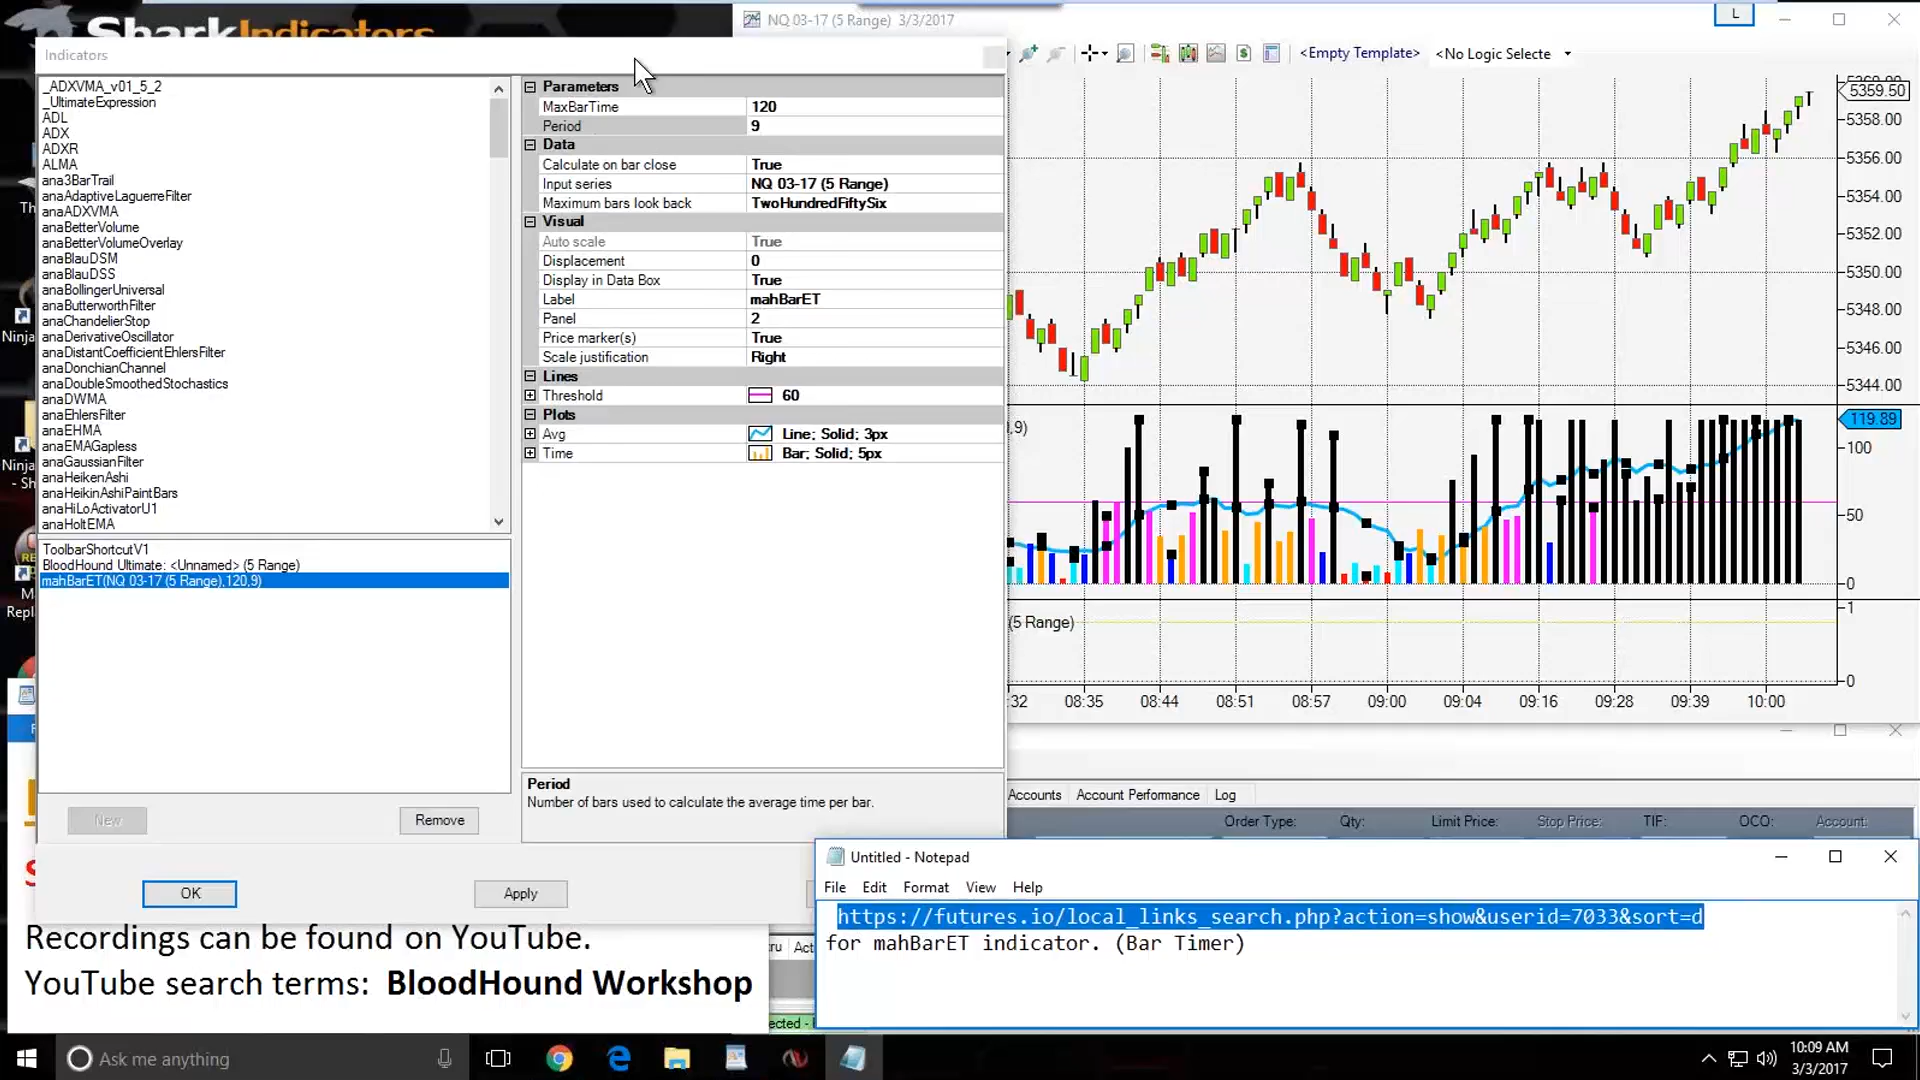 SharkIndicators
NQ 03-17 (5 Range)  3/3/2017
L
Indicators
<Empty Template>
<No Logic Selecte
_ADXVMA_v01_5_2
_UltimateExpression
ADL
ADX
ADXR
ALMA
ana3BarTrail
anaAdaptiveLaguerreFilter
anaADXVMA
anaBetterVolume
anaBetterVolumeOverlay
anaBlauDSM
anaBlauDSS
anaBollingerUniversal
anaButterworthFilter
anaChandelierStop
anaDerivativeOscillator
anaDistantCoefficientEhlersFilter
anaDonchianChannel
anaDoubleSmoothedStochastics
anaDWMA
anaEhlersFilter
anaEHMA
anaEMAGapless
anaGaussianFilter
anaHeikenAshi
anaHeikinAshiPaintBars
anaHiLoActivatorU1
anaHoltEMA
ToolbarShortcutV1
BloodHound Ultimate: <Unnamed> (5 Range)
mahBarET(NQ 03-17 (5 Range),120,9)
New
Remove
OK
Apply
Parameters
MaxBarTime 120
Period 9
Data
Calculate on bar close True
Input series NQ 03-17 (5 Range)
Maximum bars look back TwoHundredFiftySix
Visual
Auto scale True
Displacement 0
Display in Data Box True
Label mahBarET
Panel 2
Price marker(s) True
Scale justification Right
Lines
Threshold 60
Plots
Avg Line; Solid; 3px
Time Bar; Solid; 5px
Period
Number of bars used to calculate the average time per bar.
5359.50
5358.00
5356.00
5354.00
5352.00
5350.00
5348.00
5346.00
5344.00
,9)
119.89
100
50
0
(5 Range)
1
0
:32 08:35 08:44 08:51 08:57 09:00 09:04 09:16 09:28 09:39 10:00
Accounts Account Performance Log
Order Type: Qty: Limit Price: Stop Price: TIF: OCO: Account:
Untitled - Notepad
File Edit Format View Help
https://futures.io/local_links_search.php?action=show&userid=7033&sort=d
for mahBarET indicator. (Bar Timer)
Recordings can be found on YouTube.
YouTube search terms:  BloodHound Workshop
Ask me anything
10:09 AM
3/3/2017